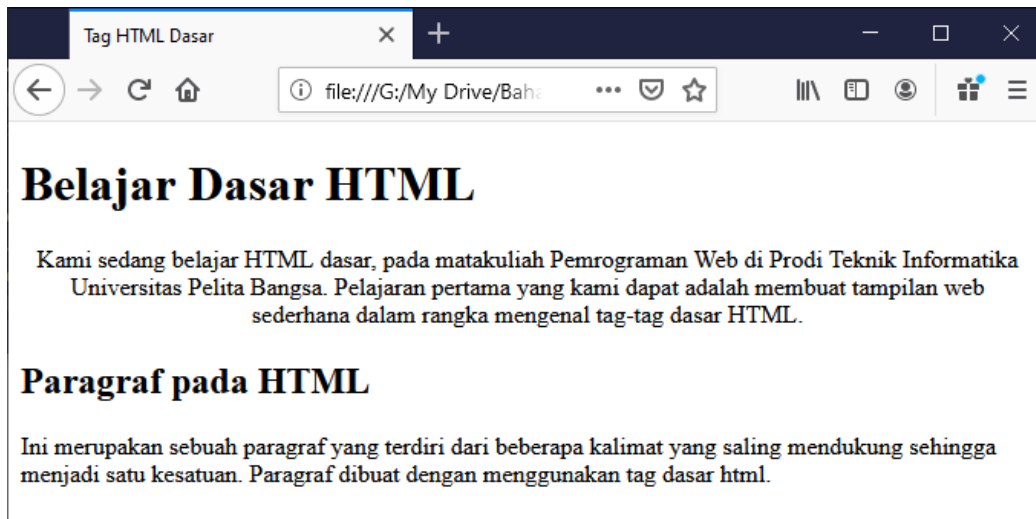 Tag HTML Dasar
file:///G:/My Drive/Baha
Belajar Dasar HTML
Kami sedang belajar HTML dasar, pada matakuliah Pemrograman Web di Prodi Teknik Informatika
Universitas Pelita Bangsa. Pelajaran pertama yang kami dapat adalah membuat tampilan web
sederhana dalam rangka mengenal tag-tag dasar HTML.
Paragraf pada HTML
Ini merupakan sebuah paragraf yang terdiri dari beberapa kalimat yang saling mendukung sehingga
menjadi satu kesatuan. Paragraf dibuat dengan menggunakan tag dasar html.